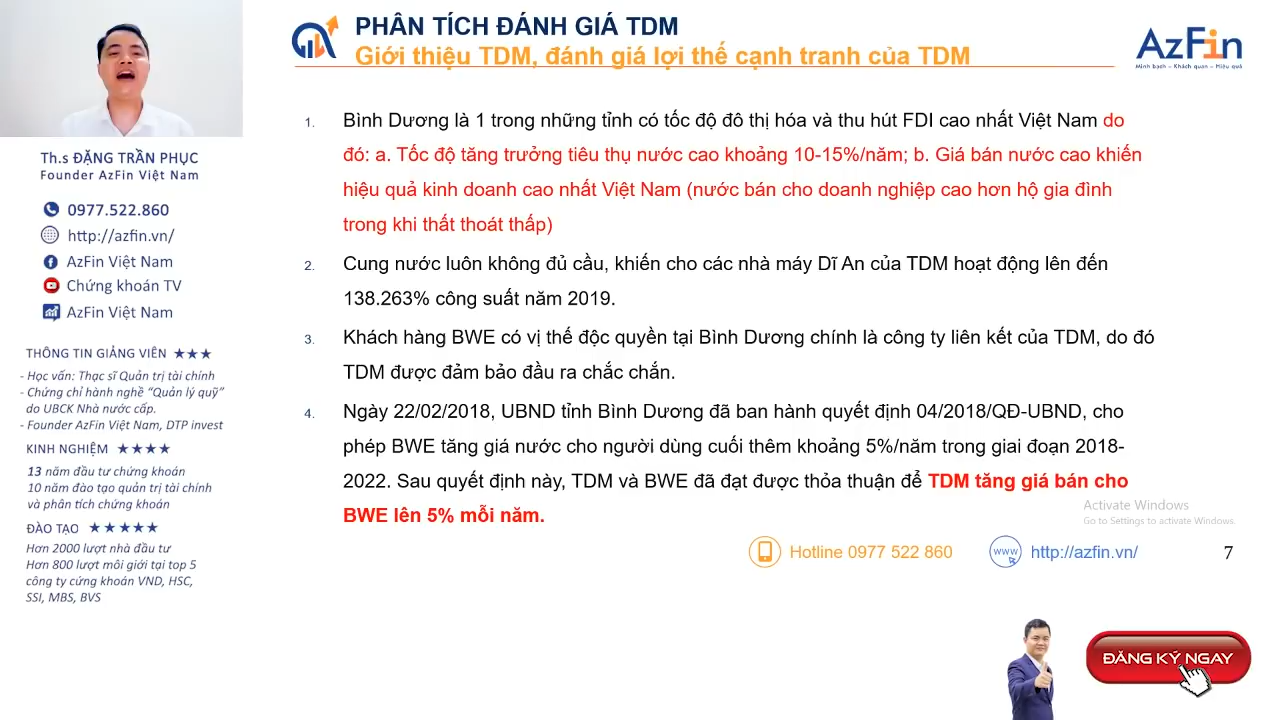 PHÂN TÍCH ĐÁNH GIÁ TDM
Giới thiệu TDM, đánh giá lợi thế cạnh tranh của TDM
AzFin
Minh bạch – Khách quan – Hiệu quả
Th.s ĐẶNG TRẦN PHỤC
Founder AzFin Việt Nam
0977.522.860
http://azfin.vn/
AzFin Việt Nam
Chứng khoán TV
AzFin Việt Nam
THÔNG TIN GIẢNG VIÊN ★★★
- Học vấn: Thạc sĩ Quản trị tài chính
- Chứng chỉ hành nghề “Quản lý quỹ”
do UBCK Nhà nước cấp.
- Founder AzFin Việt Nam, DTP invest
KINH NGHIỆM ★★★★
13 năm đầu tư chứng khoán
10 năm đào tạo quản trị tài chính
và phân tích chứng khoán
ĐÀO TẠO ★★★★★
Hơn 2000 lượt nhà đầu tư
Hơn 800 lượt môi giới tại top 5
công ty cứng khoán VND, HSC,
SSI, MBS, BVS
1. Bình Dương là 1 trong những tỉnh có tốc độ đô thị hóa và thu hút FDI cao nhất Việt Nam do
đó: a. Tốc độ tăng trưởng tiêu thụ nước cao khoảng 10-15%/năm; b. Giá bán nước cao khiến
hiệu quả kinh doanh cao nhất Việt Nam (nước bán cho doanh nghiệp cao hơn hộ gia đình
trong khi thất thoát thấp)
2. Cung nước luôn không đủ cầu, khiến cho các nhà máy Dĩ An của TDM hoạt động lên đến
138.263% công suất năm 2019.
3. Khách hàng BWE có vị thế độc quyền tại Bình Dương chính là công ty liên kết của TDM, do đó
TDM được đảm bảo đầu ra chắc chắn.
4. Ngày 22/02/2018, UBND tỉnh Bình Dương đã ban hành quyết định 04/2018/QĐ-UBND, cho
phép BWE tăng giá nước cho người dùng cuối thêm khoảng 5%/năm trong giai đoạn 2018-
2022. Sau quyết định này, TDM và BWE đã đạt được thỏa thuận để TDM tăng giá bán cho
BWE lên 5% mỗi năm.
Activate Windows
Go to Settings to activate Windows.
Hotline 0977 522 860
www
http://azfin.vn/
7
ĐĂNG KÝ NGAY